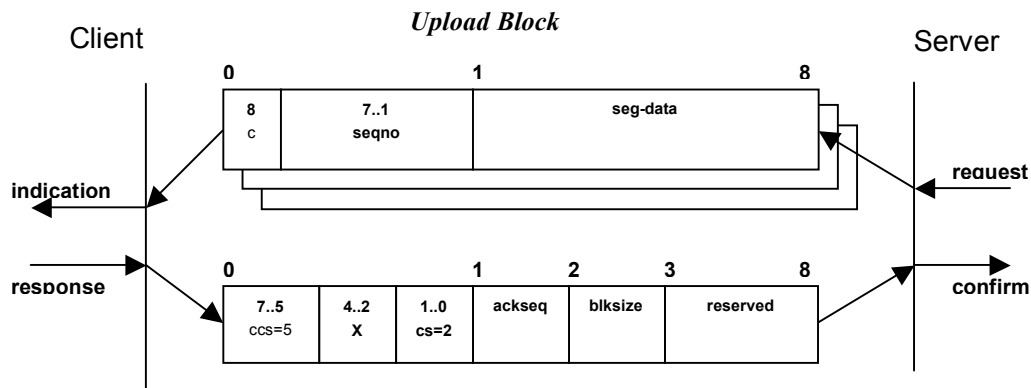 Upload Block
Client
Server
0 1 8
8 7..1 seg-data
c seqno
indication
request
0 1 2 3 8
response
confirm
7..5 4..2 1..0 ackseq blksize reserved
ccs=5 X cs=2